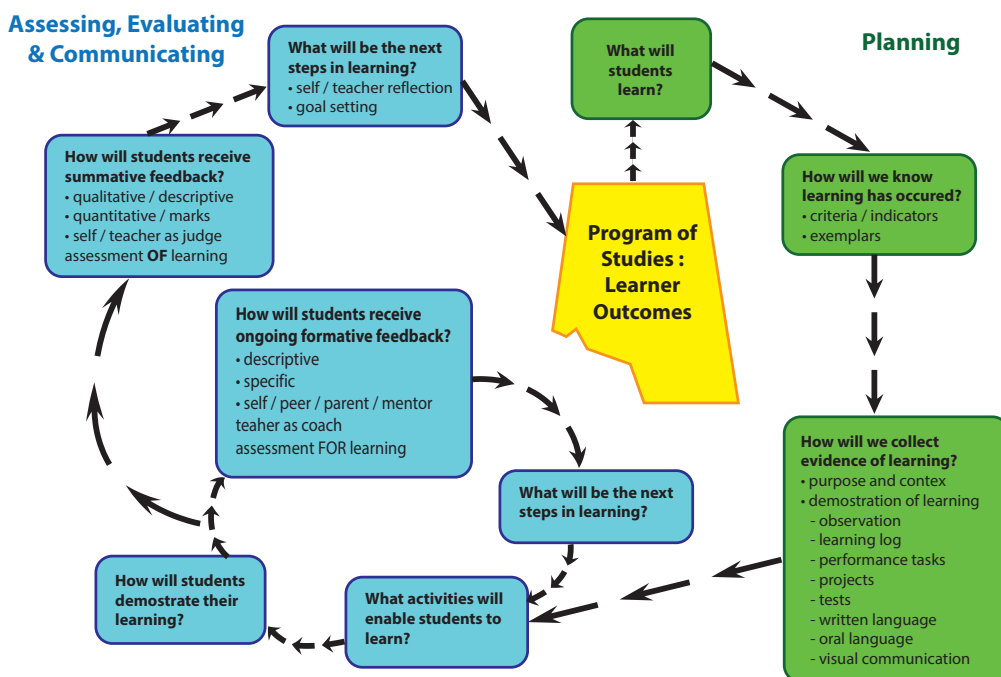 Assessing, Evaluating
& Communicating
What will be the next
steps in learning?
• self / teacher reflection
• goal setting
What will
students
learn?
Planning
How will students receive
summative feedback?
• qualitative / descriptive
• quantitative / marks
• self / teacher as judge
assessment OF learning
How will we know
learning has occured?
• criteria / indicators
• exemplars
Program of
Studies :
Learner
Outcomes
How will students receive
ongoing formative feedback?
• descriptive
• specific
• self / peer / parent / mentor
teaher as coach
assessment FOR learning
How will we collect
evidence of learning?
• purpose and contex
• demostration of learning
- observation
- learning log
- performance tasks
- projects
- tests
- written language
- oral language
- visual communication
What will be the next
steps in learning?
How will students
demostrate their
learning?
What activities will
enable students to
learn?